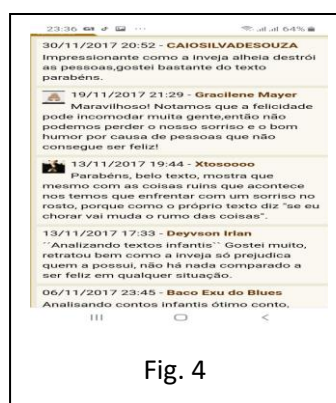 23:36
64%
30/11/2017 20:52 - CAIOSILVADESOUZA
Impressionante como a inveja alheia destrói
as pessoas,gostei bastante do texto
parabéns.
19/11/2017 21:29 - Gracilene Mayer
Maravilhoso! Notamos que a felicidade
pode incomodar muita gente,então não
podemos perder o nosso sorriso e o bom
humor por causa de pessoas que não
consegue ser feliz!
13/11/2017 19:44 - Xtosoooo
Parabéns, belo texto, mostra que
mesmo com as coisas ruins que acontece
nos temos que enfrentar com um sorriso no
rosto, porque como o próprio texto diz "se eu
chorar vai muda o rumo das coisas".
13/11/2017 17:33 - Deyvson Irlan
``Analizando textos infantis`` Gostei muito,
retratou bem como a inveja só prejudica
quem a possui, não há nada comparado a
ser feliz em qualquer situação.
06/11/2017 23:45 - Baco Exu do Blues
Analisando contos infantis ótimo conto,
Fig. 4